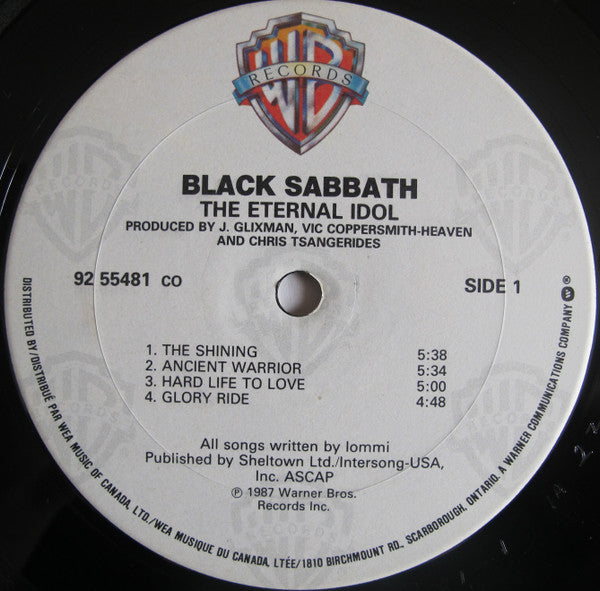 WB
RECORDS
BLACK SABBATH
THE ETERNAL IDOL
PRODUCED BY J. GLIXMAN, VIC COPPERSMITH-HEAVEN
AND CHRIS TSANGERIDES
92 55481 CO
SIDE 1
1. THE SHINING 5:38
2. ANCIENT WARRIOR 5:34
3. HARD LIFE TO LOVE 5:00
4. GLORY RIDE 4:48
All songs written by Iommi
Published by Sheltown Ltd./Intersong-USA,
Inc. ASCAP
℗ 1987 Warner Bros.
Records Inc.
DISTRIBUTED BY/DISTRIBUÉ PAR WEA MUSIC OF CANADA, LTD./WEA MUSIQUE DU CANADA, LTÉE/1810 BIRCHMOUNT RD., SCARBOROUGH, ONTARIO, A WARNER COMMUNICATIONS COMPANY ®